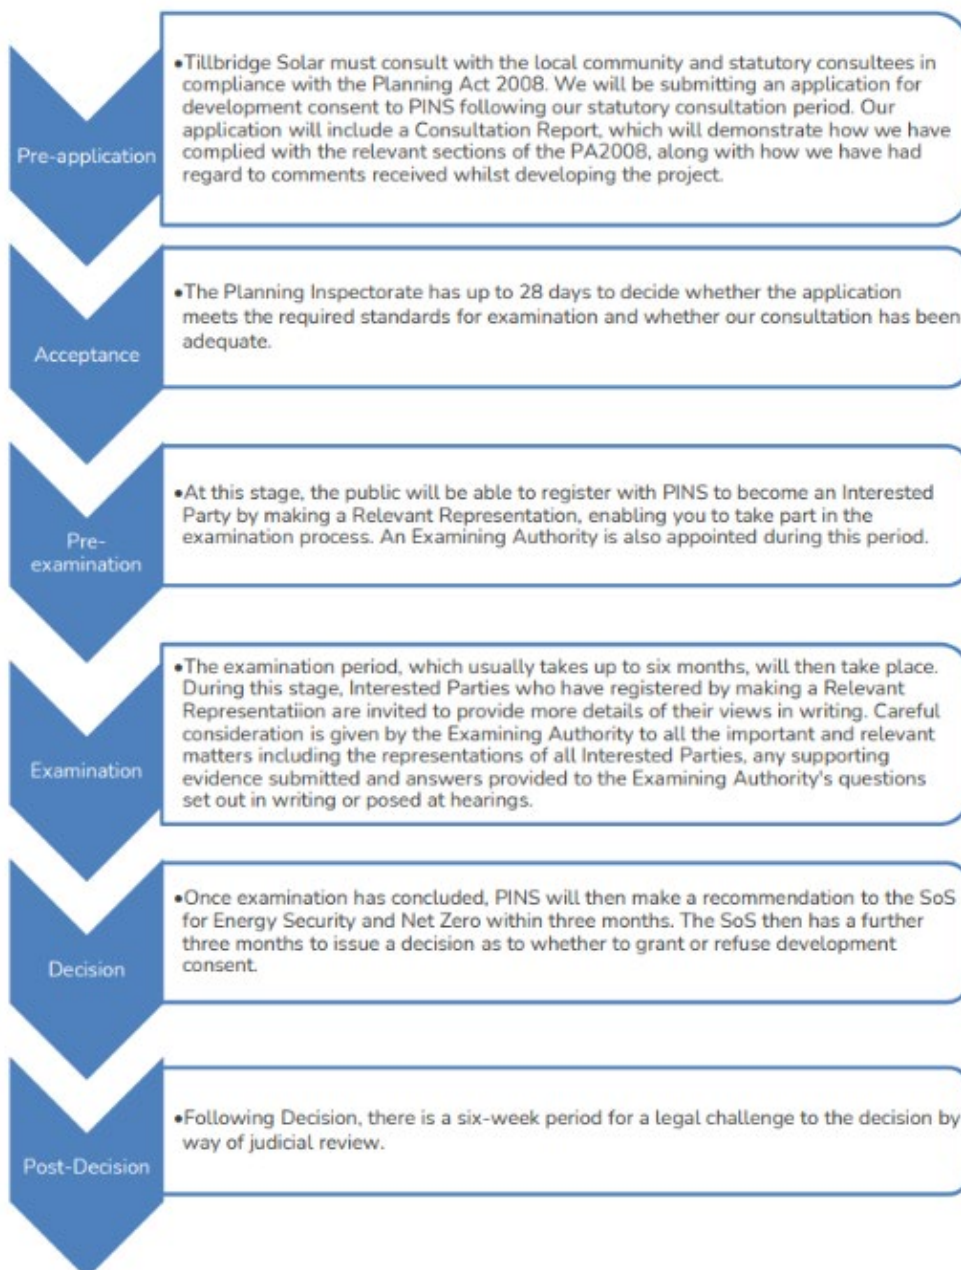 •Tillbridge Solar must consult with the local community and statutory consultees in
compliance with the Planning Act 2008. We will be submitting an application for
development consent to PINS following our statutory consultation period. Our
application will include a Consultation Report, which will demonstrate how we have
complied with the relevant sections of the PA2008, along with how we have had
regard to comments received whilst developing the project.
Pre-application
•The Planning Inspectorate has up to 28 days to decide whether the application
meets the required standards for examination and whether our consultation has been
adequate.
Acceptance
•At this stage, the public will be able to register with PINS to become an Interested
Party by making a Relevant Representation, enabling you to take part in the
examination process. An Examining Authority is also appointed during this period.
Pre-
examination
•The examination period, which usually takes up to six months, will then take place.
During this stage, Interested Parties who have registered by making a Relevant
Representatiion are invited to provide more details of their views in writing. Careful
consideration is given by the Examining Authority to all the important and relevant
matters including the representations of all Interested Parties, any supporting
evidence submitted and answers provided to the Examining Authority's questions
set out in writing or posed at hearings.
Examination
•Once examination has concluded, PINS will then make a recommendation to the SoS
for Energy Security and Net Zero within three months. The SoS then has a further
three months to issue a decision as to whether to grant or refuse development
consent.
Decision
•Following Decision, there is a six-week period for a legal challenge to the decision by
way of judicial review.
Post-Decision